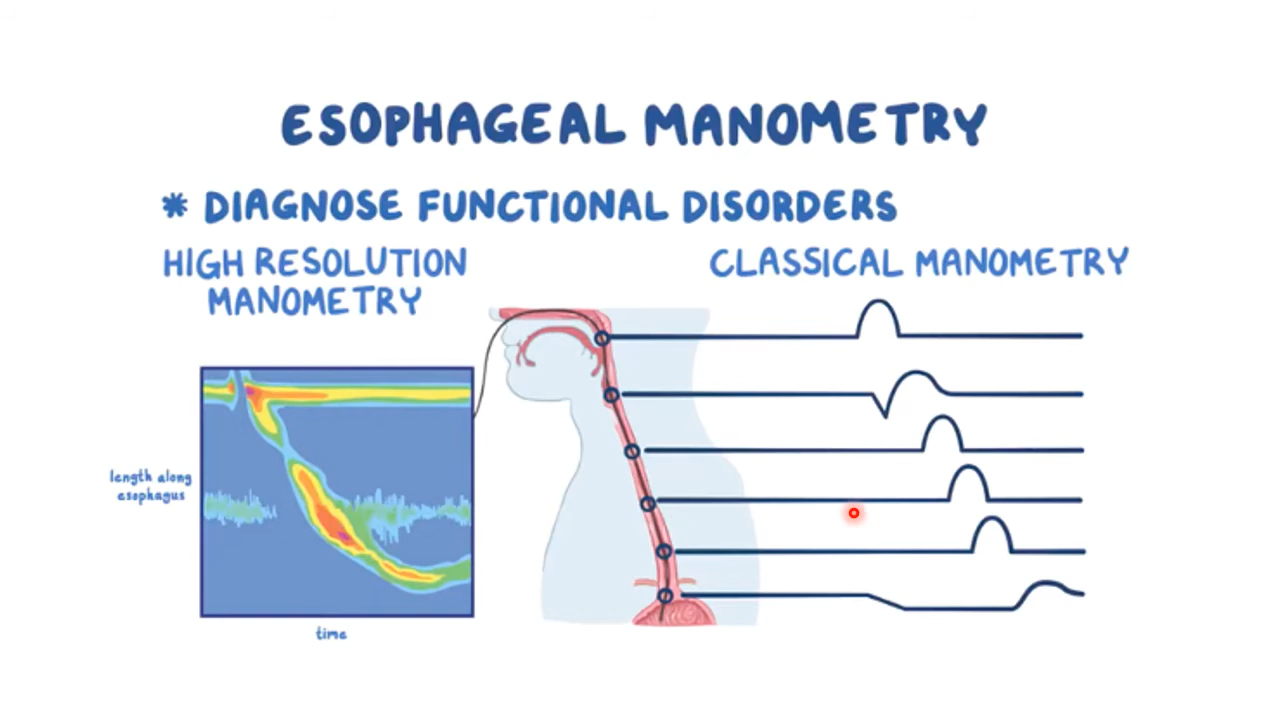 ESOPHAGEAL MANOMETRY
* DIAGNOSE FUNCTIONAL DISORDERS
HIGH RESOLUTION
MANOMETRY
CLASSICAL MANOMETRY
length along
esophagus
time